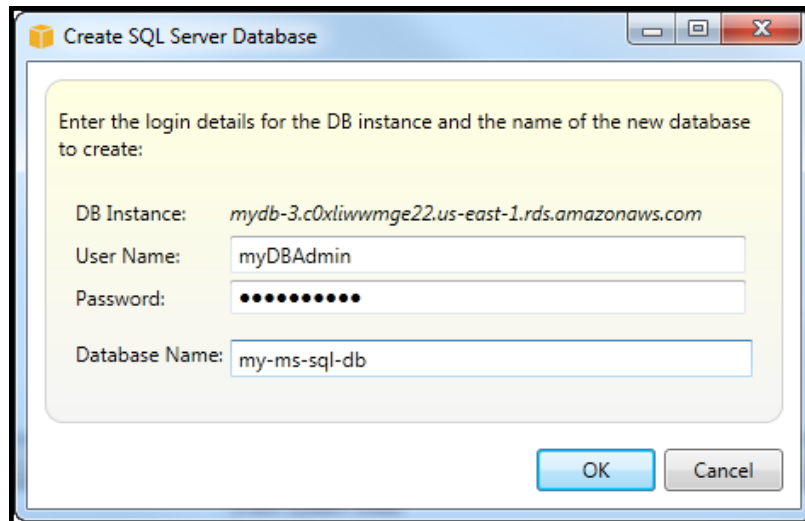 Create SQL Server Database
Enter the login details for the DB instance and the name of the new database
to create:
DB Instance: mydb-3.c0xliwwmge22.us-east-1.rds.amazonaws.com
User Name: myDBAdmin
Password: ●●●●●●●●●●
Database Name: my-ms-sql-db
OK Cancel